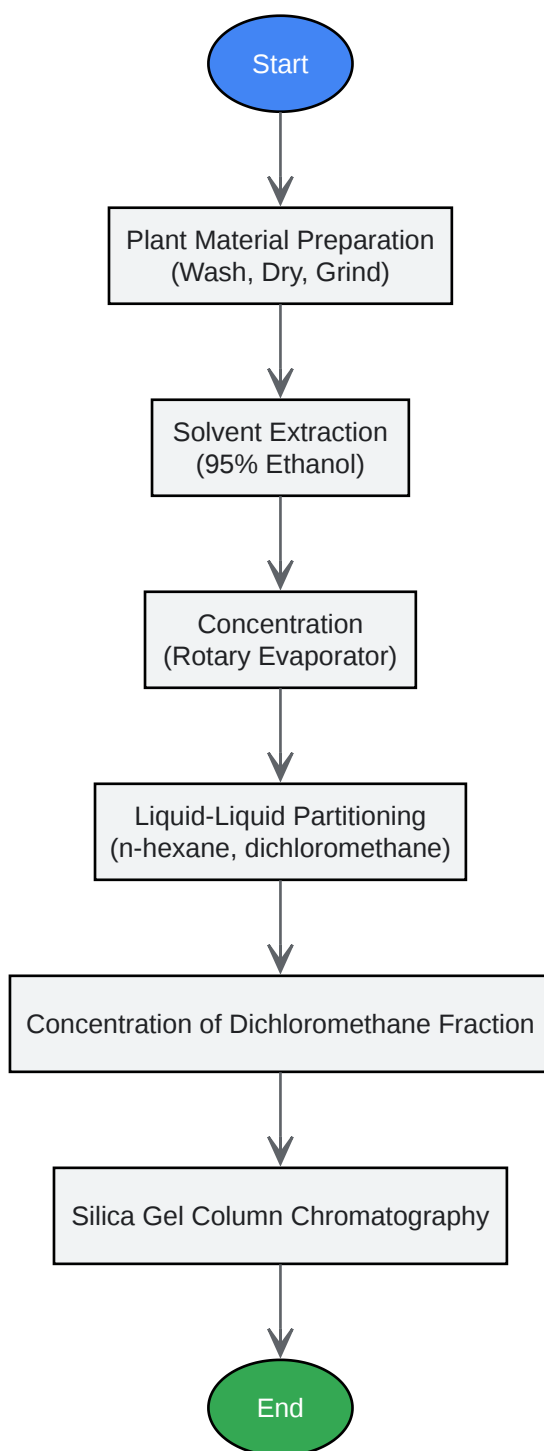 Start
Plant Material Preparation
(Wash, Dry, Grind)
Solvent Extraction
(95% Ethanol)
Concentration
(Rotary Evaporator)
Liquid-Liquid Partitioning
(n-hexane, dichloromethane)
Concentration of Dichloromethane Fraction
Silica Gel Column Chromatography
End